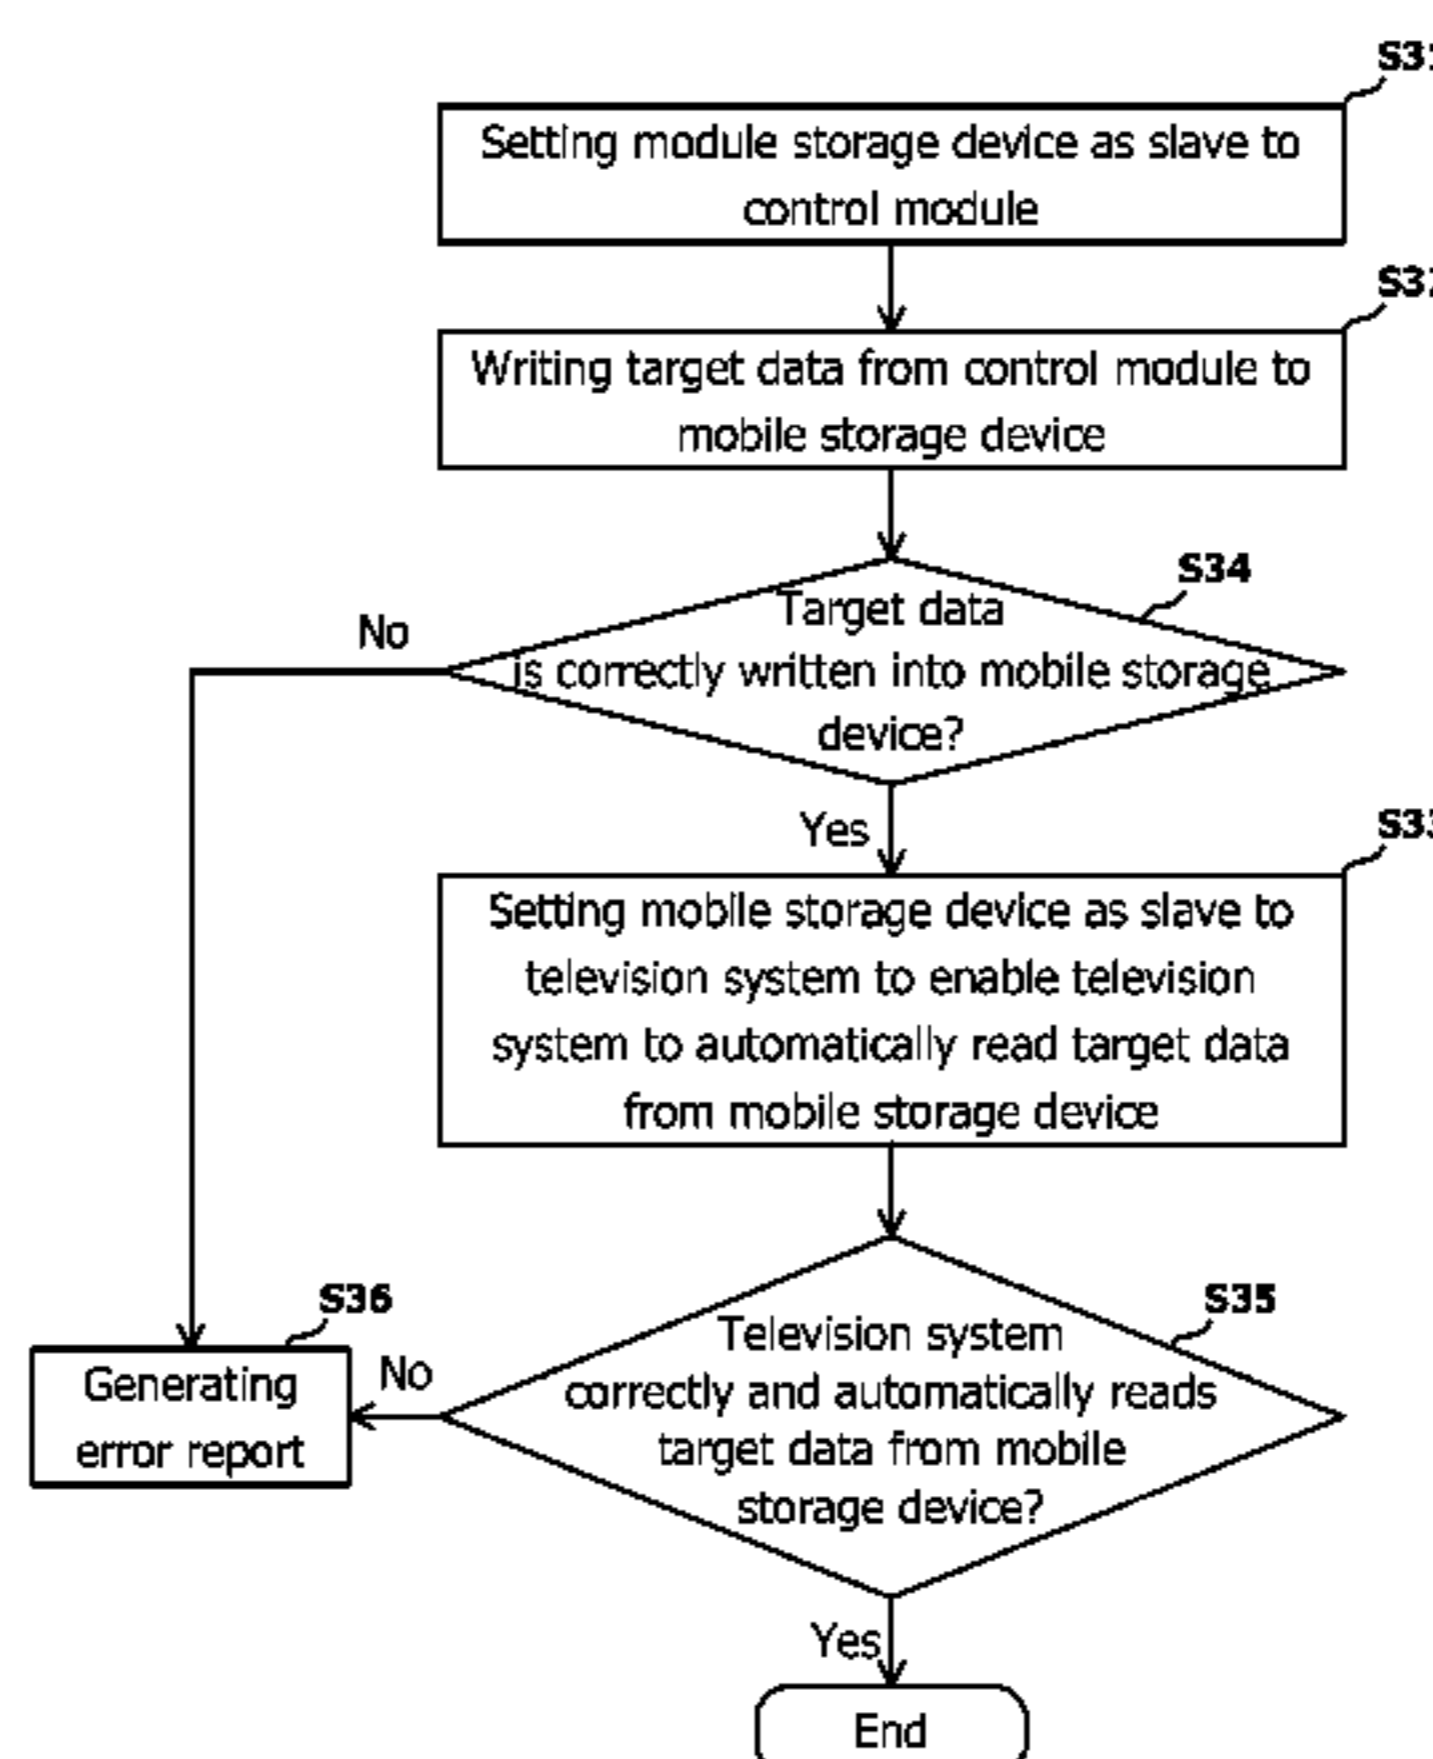 S31
Setting module storage device as slave to
control module
S32
Writing target data from control module to
mobile storage device
S34
Target data
is correctly written into mobile storage
device?
No
Yes
S33
Setting mobile storage device as slave to
television system to enable television
system to automatically read target data
from mobile storage device
S36
Generating
error report
No
S35
Television system
correctly and automatically reads
target data from mobile
storage device?
Yes
End